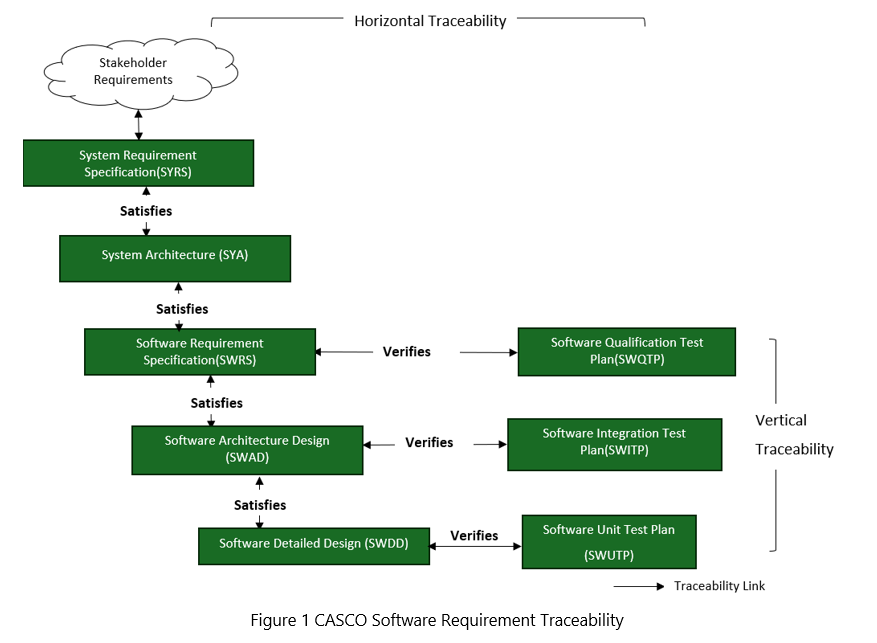 Horizontal Traceability
Stakeholder
Requirements
System Requirement
Specification(SYRS)
Satisfies
System Architecture (SYA)
Satisfies
Software Requirement
Specification(SWRS)
Verifies
Software Qualification Test
Plan(SWQTP)
Satisfies
Software Architecture Design
(SWAD)
Verifies
Software Integration Test
Plan(SWITP)
Vertical
Traceability
Satisfies
Software Detailed Design (SWDD)
Verifies
Software Unit Test Plan
(SWUTP)
Traceability Link
Figure 1 CASCO Software Requirement Traceability